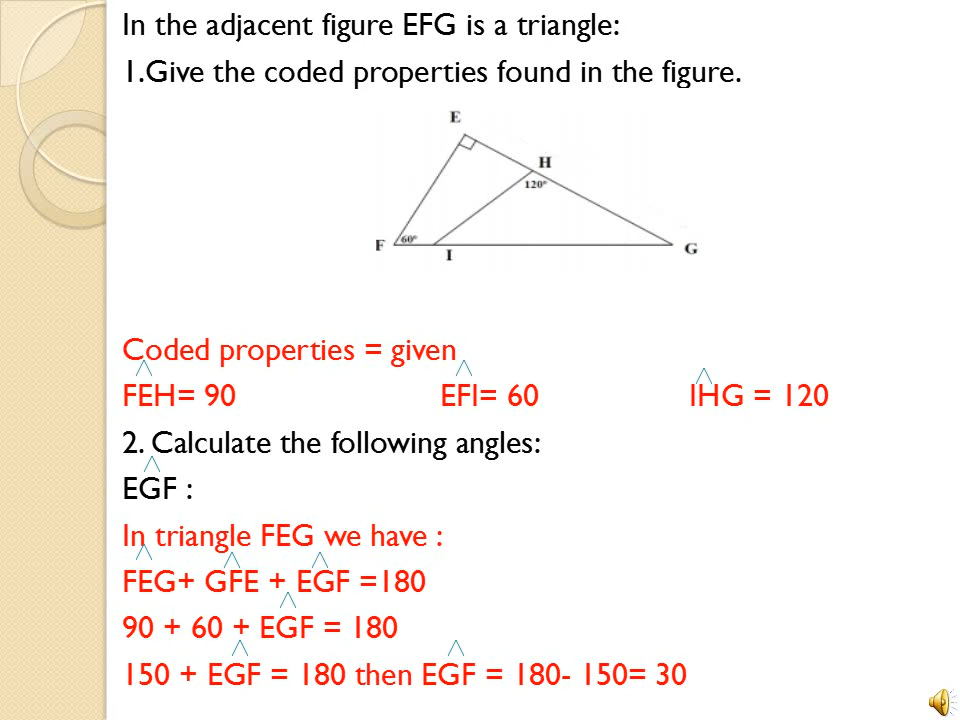 In the adjacent figure EFG is a triangle:
1.Give the coded properties found in the figure.
E
H
120°
F
60°
I
G
Coded properties = given
FEH= 90 EFI= 60 IHG = 120
2. Calculate the following angles:
EGF :
In triangle FEG we have :
FEG+ GFE + EGF =180
90 + 60 + EGF = 180
150 + EGF = 180 then EGF = 180- 150= 30